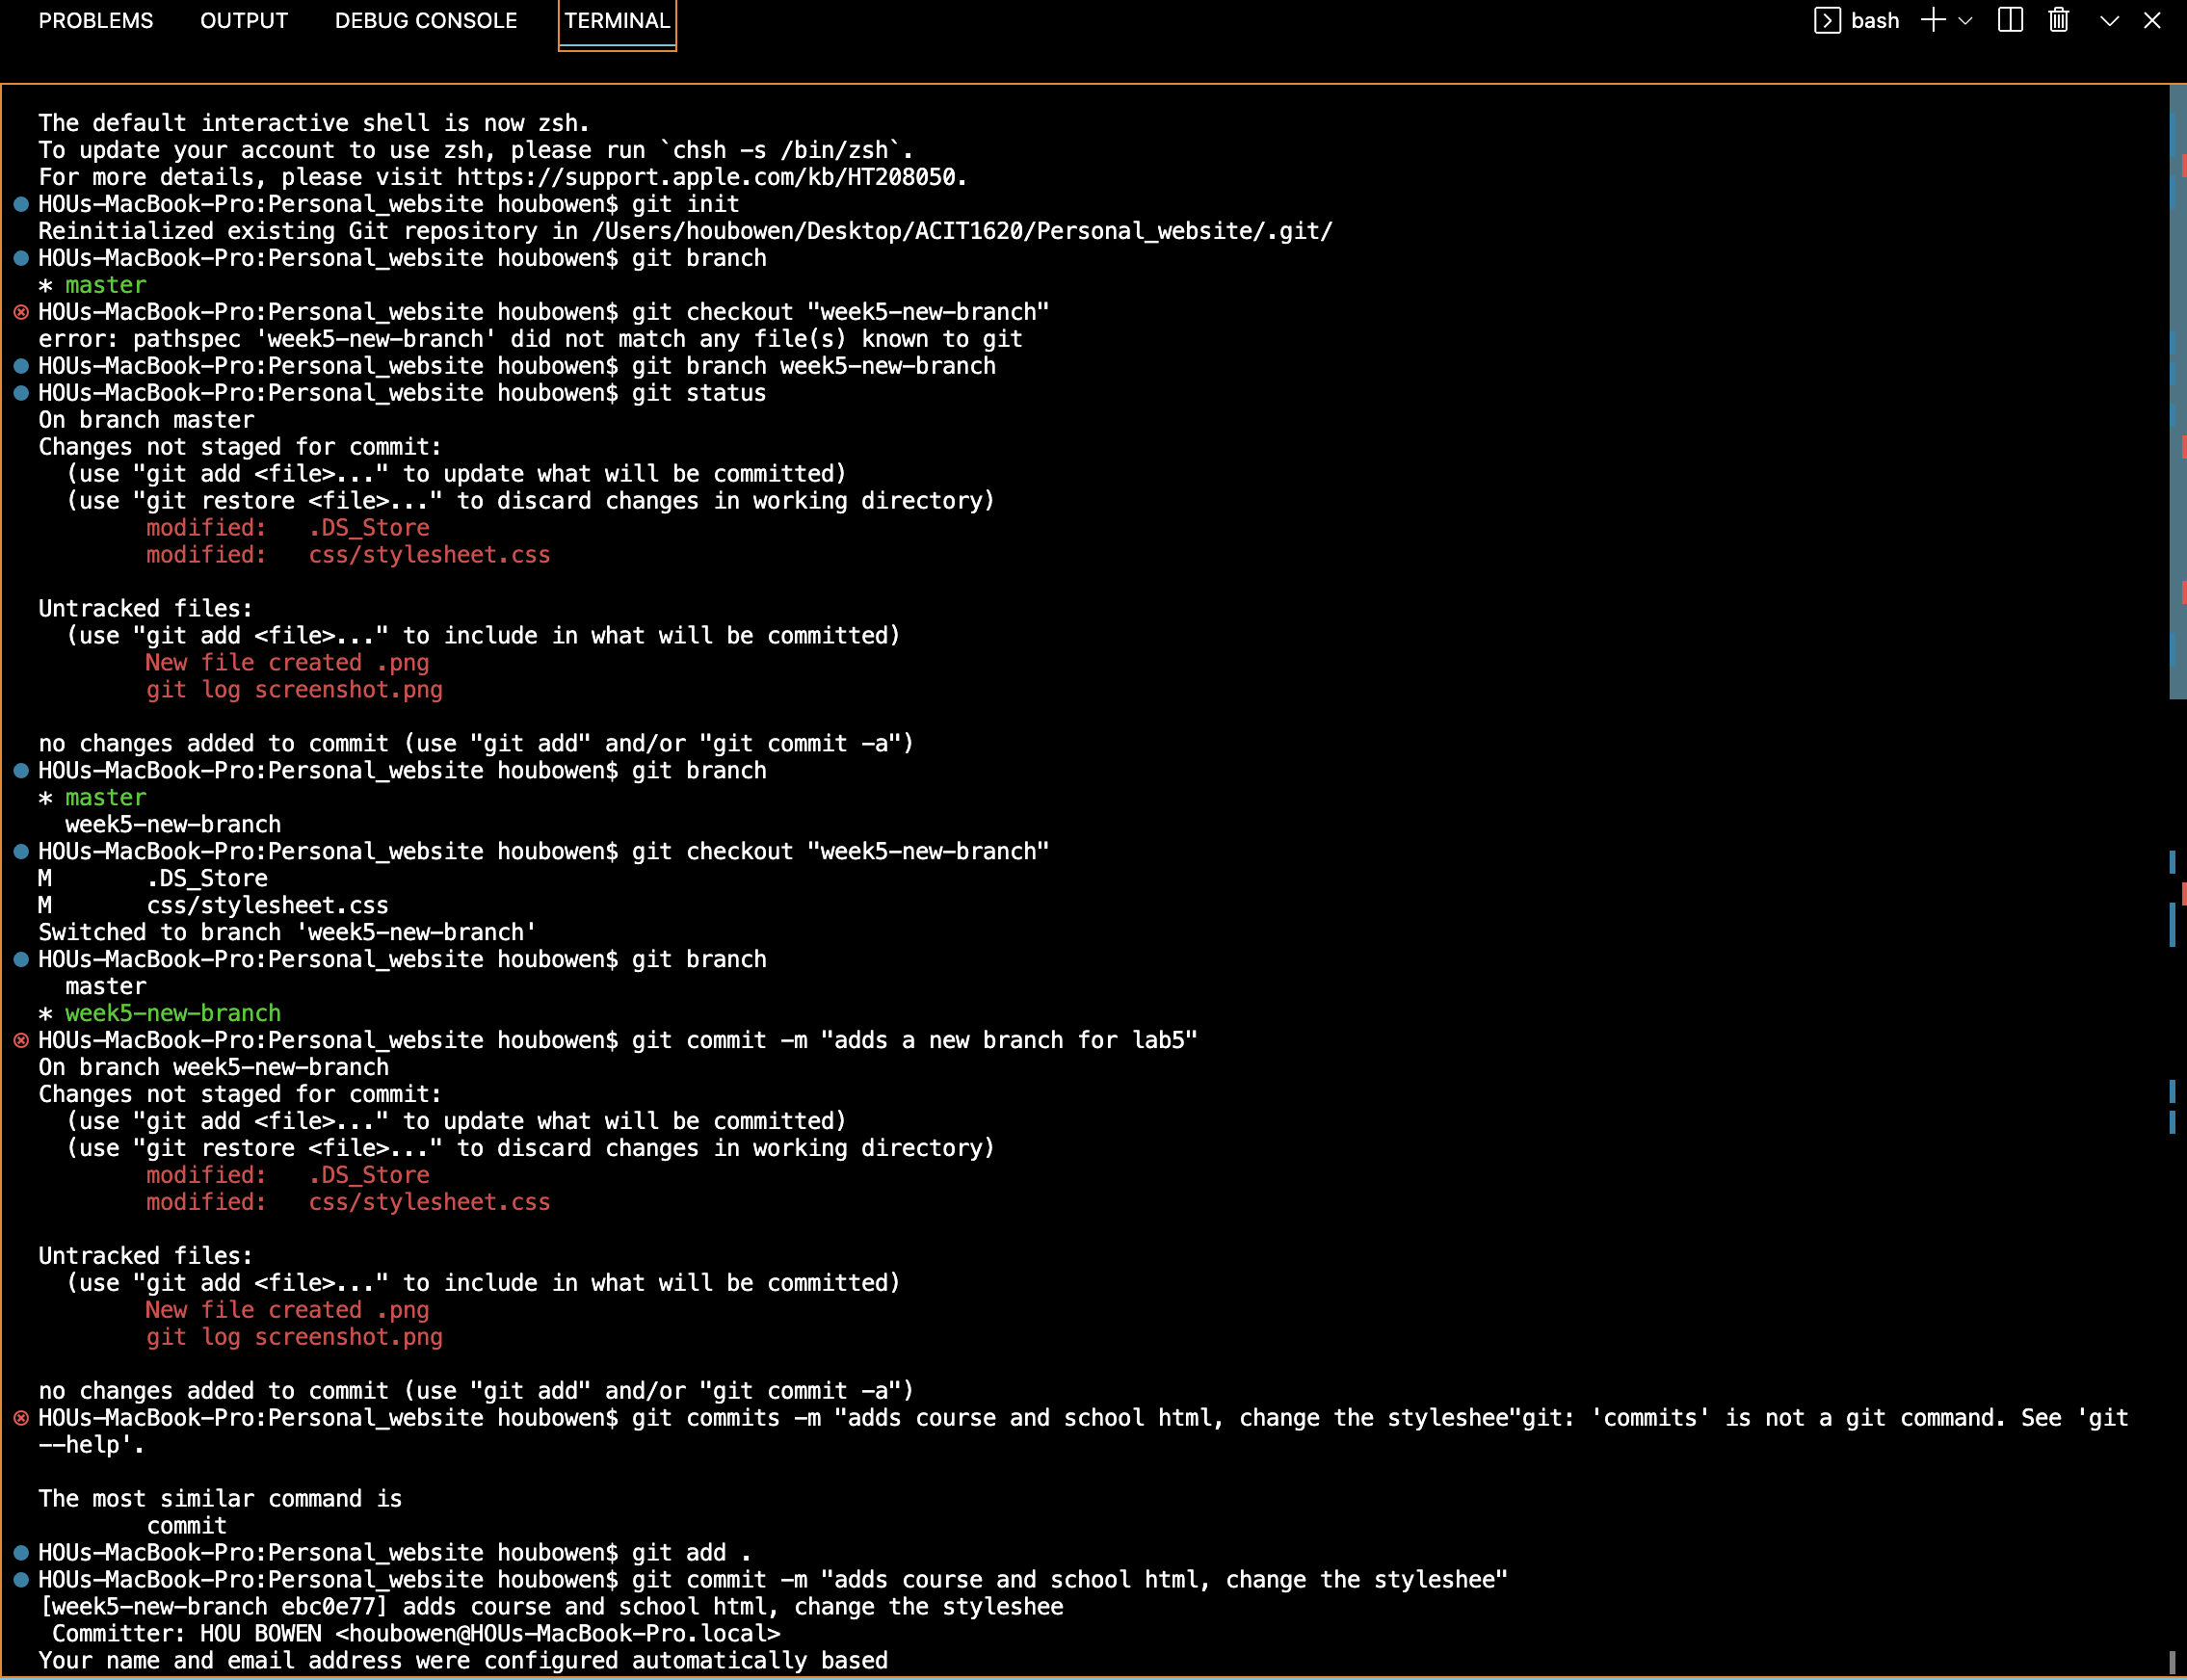 PROBLEMS OUTPUT DEBUG CONSOLE TERMINAL bash
The default interactive shell is now zsh.
To update your account to use zsh, please run `chsh -s /bin/zsh`.
For more details, please visit https://support.apple.com/kb/HT208050.
HOUs-MacBook-Pro:Personal_website houbowen$ git init
Reinitialized existing Git repository in /Users/houbowen/Desktop/ACIT1620/Personal_website/.git/
HOUs-MacBook-Pro:Personal_website houbowen$ git branch
* master
HOUs-MacBook-Pro:Personal_website houbowen$ git checkout "week5-new-branch"
error: pathspec 'week5-new-branch' did not match any file(s) known to git
HOUs-MacBook-Pro:Personal_website houbowen$ git branch week5-new-branch
HOUs-MacBook-Pro:Personal_website houbowen$ git status
On branch master
Changes not staged for commit:
  (use "git add <file>..." to update what will be committed)
  (use "git restore <file>..." to discard changes in working directory)
        modified:   .DS_Store
        modified:   css/stylesheet.css
Untracked files:
  (use "git add <file>..." to include in what will be committed)
        New file created .png
        git log screenshot.png
no changes added to commit (use "git add" and/or "git commit -a")
HOUs-MacBook-Pro:Personal_website houbowen$ git branch
* master
  week5-new-branch
HOUs-MacBook-Pro:Personal_website houbowen$ git checkout "week5-new-branch"
M       .DS_Store
M       css/stylesheet.css
Switched to branch 'week5-new-branch'
HOUs-MacBook-Pro:Personal_website houbowen$ git branch
  master
* week5-new-branch
HOUs-MacBook-Pro:Personal_website houbowen$ git commit -m "adds a new branch for lab5"
On branch week5-new-branch
Changes not staged for commit:
  (use "git add <file>..." to update what will be committed)
  (use "git restore <file>..." to discard changes in working directory)
        modified:   .DS_Store
        modified:   css/stylesheet.css
Untracked files:
  (use "git add <file>..." to include in what will be committed)
        New file created .png
        git log screenshot.png
no changes added to commit (use "git add" and/or "git commit -a")
HOUs-MacBook-Pro:Personal_website houbowen$ git commits -m "adds course and school html, change the styleshee"git: 'commits' is not a git command. See 'git
--help'.
The most similar command is
        commit
HOUs-MacBook-Pro:Personal_website houbowen$ git add .
HOUs-MacBook-Pro:Personal_website houbowen$ git commit -m "adds course and school html, change the styleshee"
[week5-new-branch ebc0e77] adds course and school html, change the styleshee
 Committer: HOU BOWEN <houbowen@HOUs-MacBook-Pro.local>
Your name and email address were configured automatically based